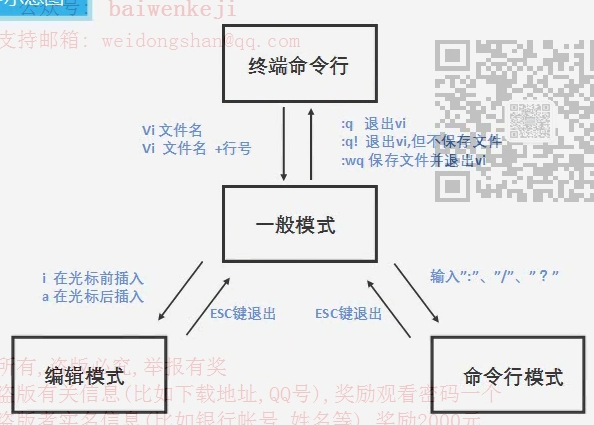 示意图
公众号: baiwenkeji
支持邮箱: weidongshan@qq.com
终端命令行
Vi 文件名
Vi 文件名 +行号
:q 退出vi
:q! 退出vi,但不保存文件
:wq 保存文件并退出vi
一般模式
i 在光标前插入
a 在光标后插入
ESC键退出
ESC键退出
输入":"、"/"、"？"
所有,盗版必究,举报有奖
编辑模式
命令行模式
盗版有关信息(比如下载地址,QQ号),奖励观看密码一个
盗版者实名信息(比如银行帐号,姓名等),奖励2000元